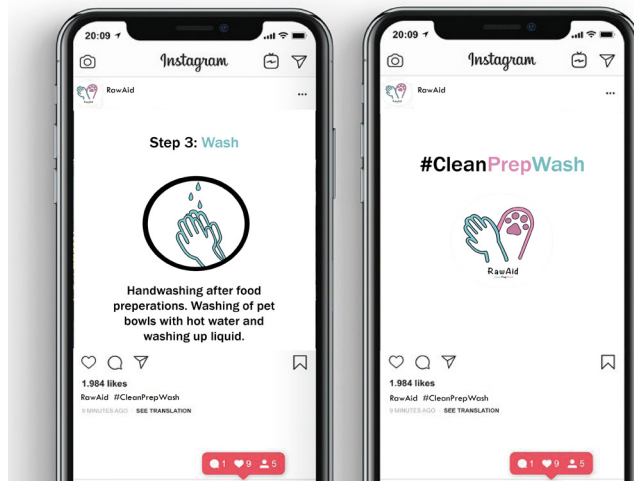 20:09
Instagram
RawAid
Step 3: Wash
Handwashing after food
preperations. Washing of pet
bowls with hot water and
washing up liquid.
1.984 likes
RawAid #CleanPrepWash
9 MINUTES AGO · SEE TRANSLATION
1 9 5
20:09
Instagram
RawAid
#CleanPrepWash
RawAid
1.984 likes
RawAid #CleanPrepWash
9 MINUTES AGO · SEE TRANSLATION
1 9 5